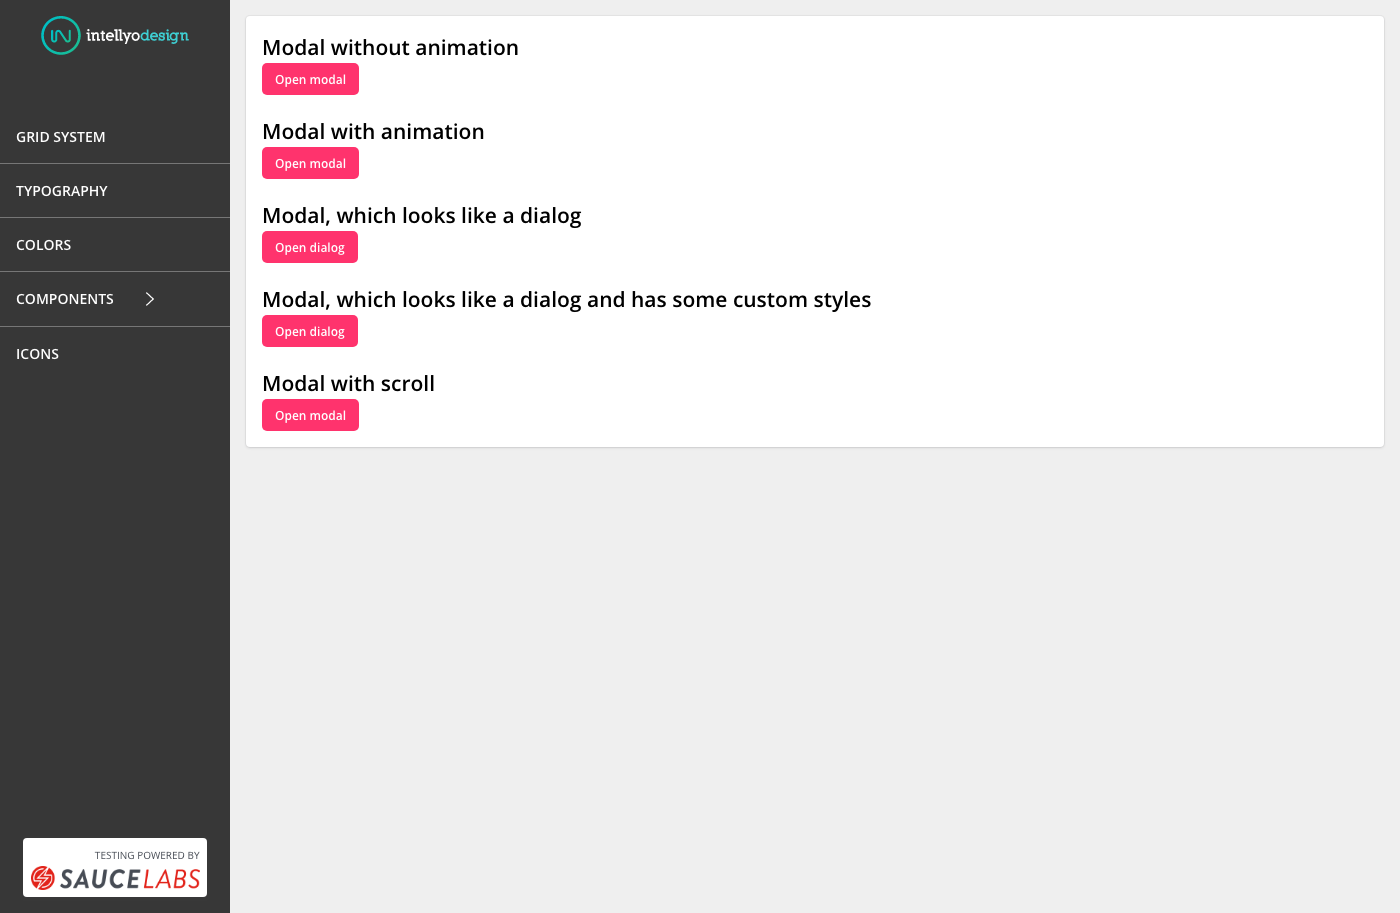 intellyodesign
GRID SYSTEM
TYPOGRAPHY
COLORS
COMPONENTS
ICONS
TESTING POWERED BY
SAUCELABS
Modal without animation
Open modal
Modal with animation
Open modal
Modal, which looks like a dialog
Open dialog
Modal, which looks like a dialog and has some custom styles
Open dialog
Modal with scroll
Open modal